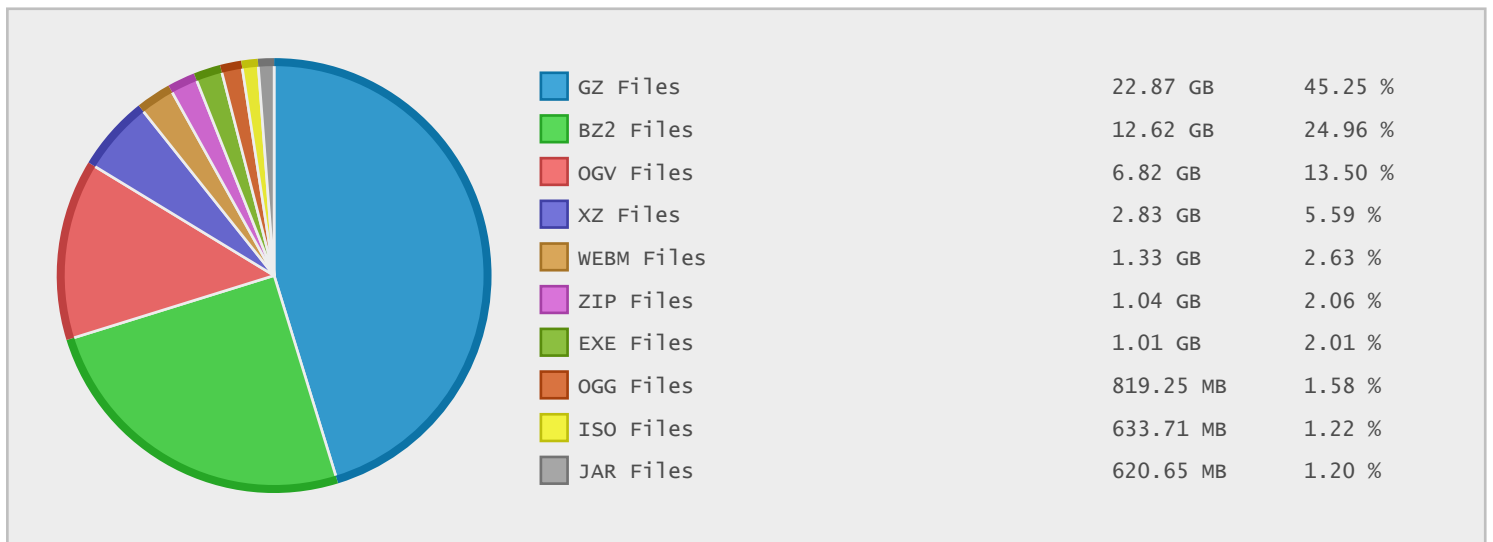 GZ Files 22.87 GB 45.25 %
BZ2 Files 12.62 GB 24.96 %
OGV Files 6.82 GB 13.50 %
XZ Files 2.83 GB 5.59 %
WEBM Files 1.33 GB 2.63 %
ZIP Files 1.04 GB 2.06 %
EXE Files 1.01 GB 2.01 %
OGG Files 819.25 MB 1.58 %
ISO Files 633.71 MB 1.22 %
JAR Files 620.65 MB 1.20 %